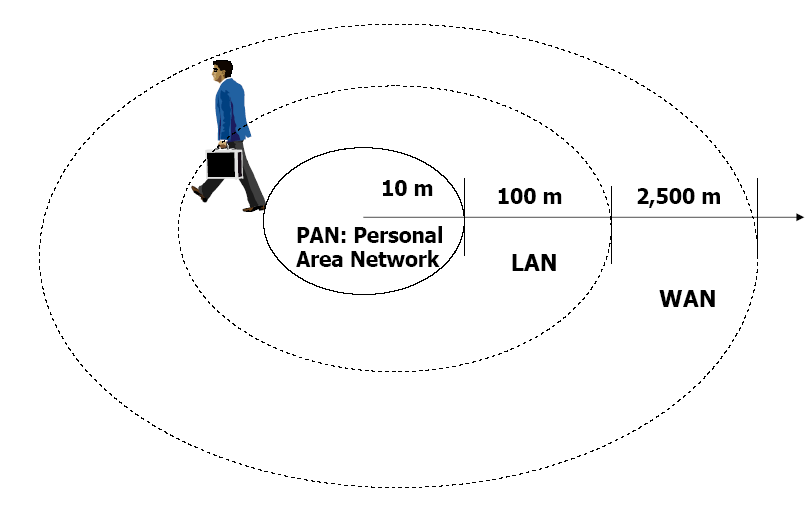 10 m
100 m
2,500 m
PAN: Personal
Area Network
LAN
WAN